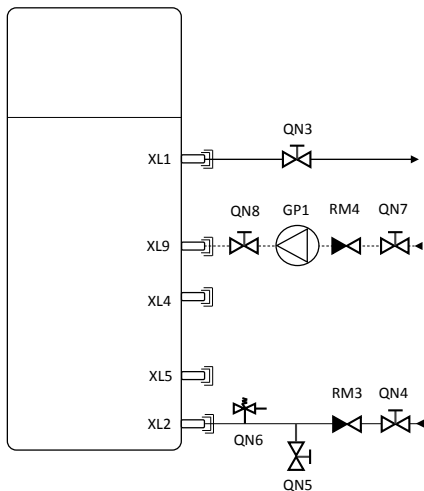 QN3
XL1
QN8 GP1 RM4 QN7
XL9
XL4
XL5
RM3 QN4
XL2
QN6
QN5